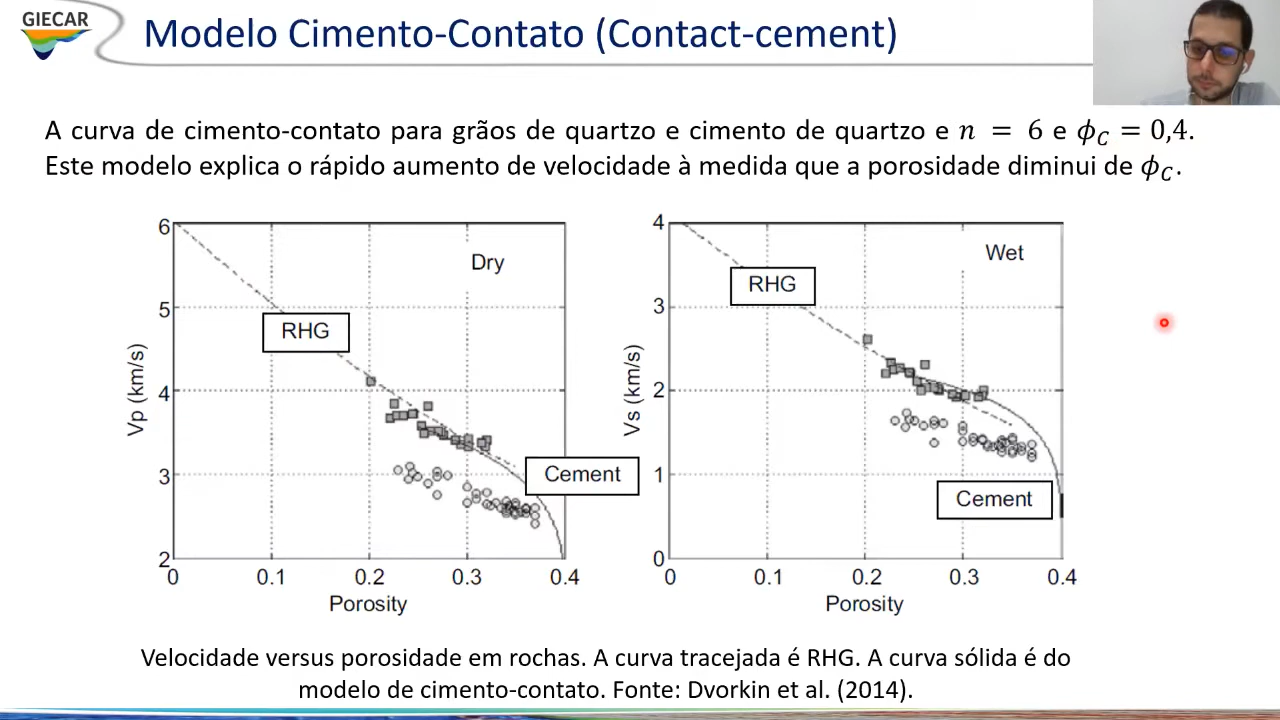 GIECAR
Modelo Cimento-Contato (Contact-cement)
A curva de cimento-contato para grãos de quartzo e cimento de quartzo e n = 6 e ϕ_C = 0,4.
Este modelo explica o rápido aumento de velocidade à medida que a porosidade diminui de ϕ_C.
6
5
4
3
2
Vp (km/s)
Dry
RHG
Cement
0 0.1 0.2 0.3 0.4
Porosity
4
3
2
1
0
Vs (km/s)
Wet
RHG
Cement
0 0.1 0.2 0.3 0.4
Porosity
Velocidade versus porosidade em rochas. A curva tracejada é RHG. A curva sólida é do
modelo de cimento-contato. Fonte: Dvorkin et al. (2014).